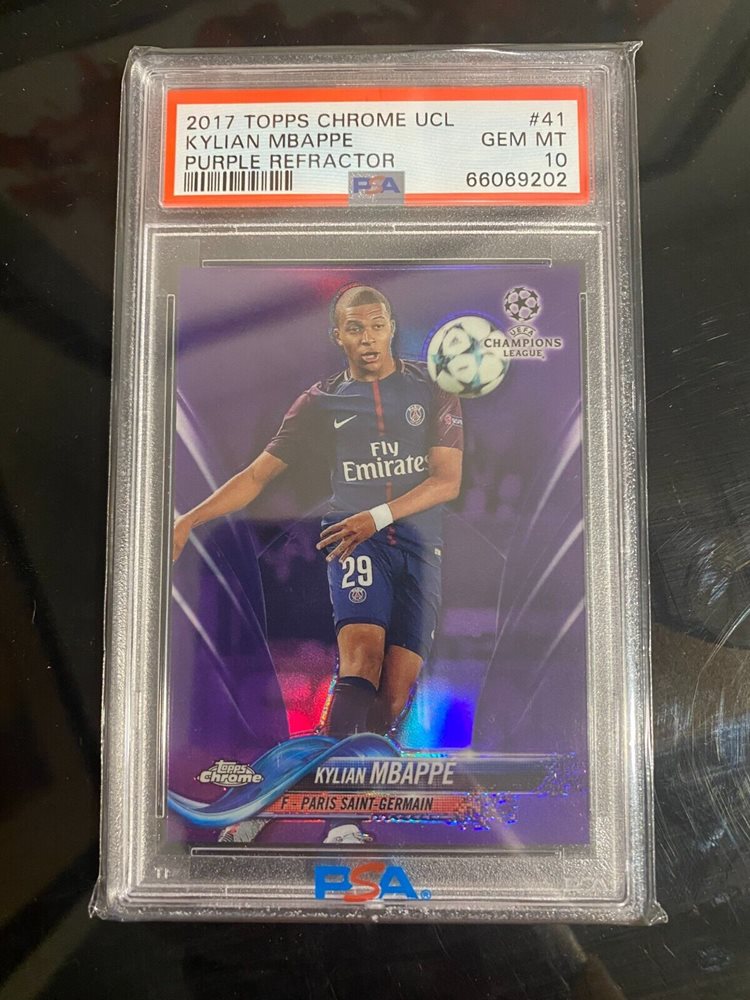 2017 TOPPS CHROME UCL #41
KYLIAN MBAPPE GEM MT
PURPLE REFRACTOR 10
PSA 66069202
UEFA
CHAMPIONS
LEAGUE
Fly
Emirates
29
Topps
Chrome
KYLIAN MBAPPE
F - PARIS SAINT-GERMAIN
PSA®